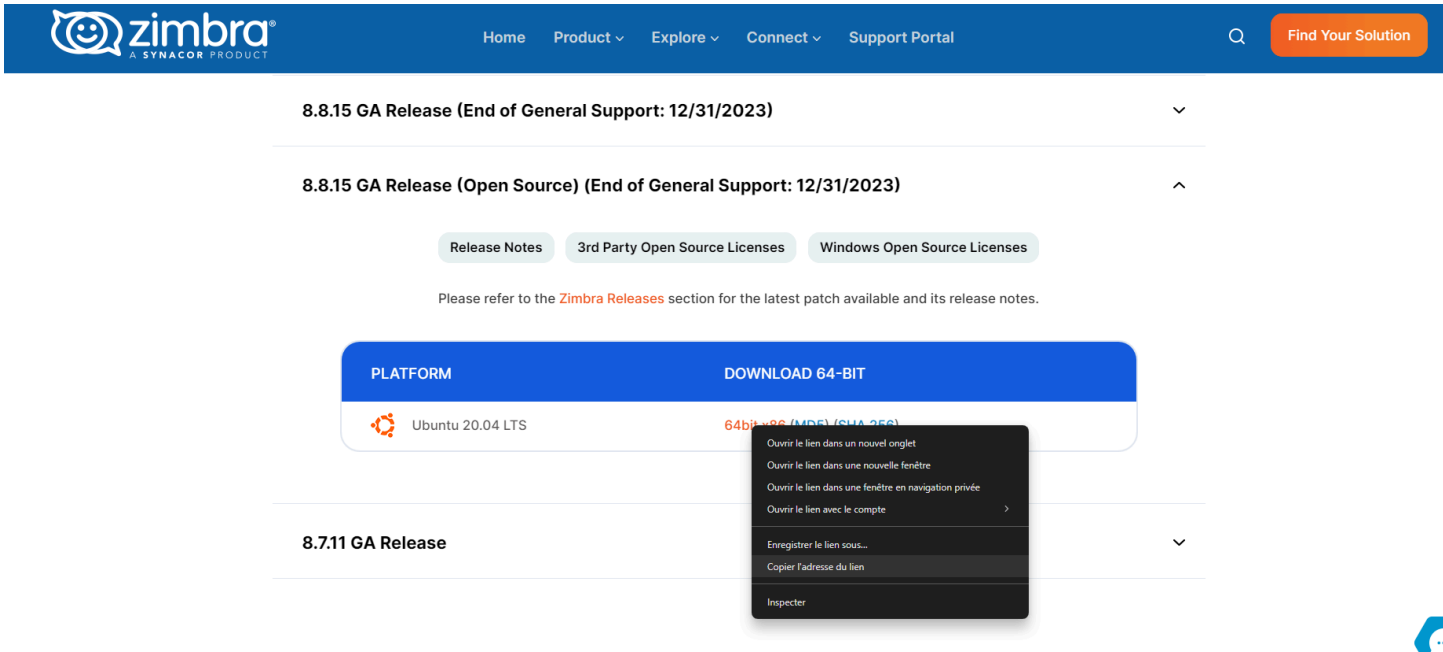 zimbra®
A SYNACOR PRODUCT
Home Product Explore Connect Support Portal
Find Your Solution
8.8.15 GA Release (End of General Support: 12/31/2023)
8.8.15 GA Release (Open Source) (End of General Support: 12/31/2023)
Release Notes 3rd Party Open Source Licenses Windows Open Source Licenses
Please refer to the Zimbra Releases section for the latest patch available and its release notes.
PLATFORM DOWNLOAD 64-BIT
Ubuntu 20.04 LTS 64bit x86 (MD5) (SHA 256)
Ouvrir le lien dans un nouvel onglet
Ouvrir le lien dans une nouvelle fenêtre
Ouvrir le lien dans une fenêtre en navigation privée
Ouvrir le lien avec le compte
Enregistrer le lien sous...
Copier l'adresse du lien
Inspecter
8.7.11 GA Release